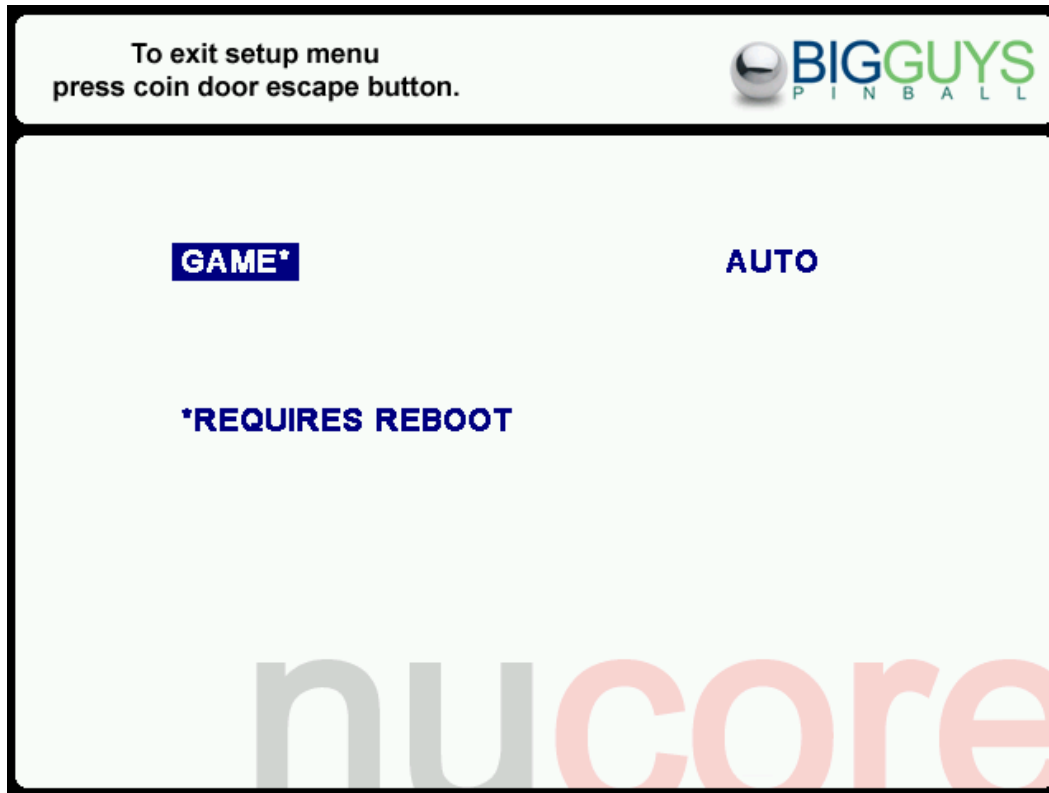 To exit setup menu
press coin door escape button.
BIGGUYS
PINBALL
GAME* AUTO
*REQUIRES REBOOT
nucore